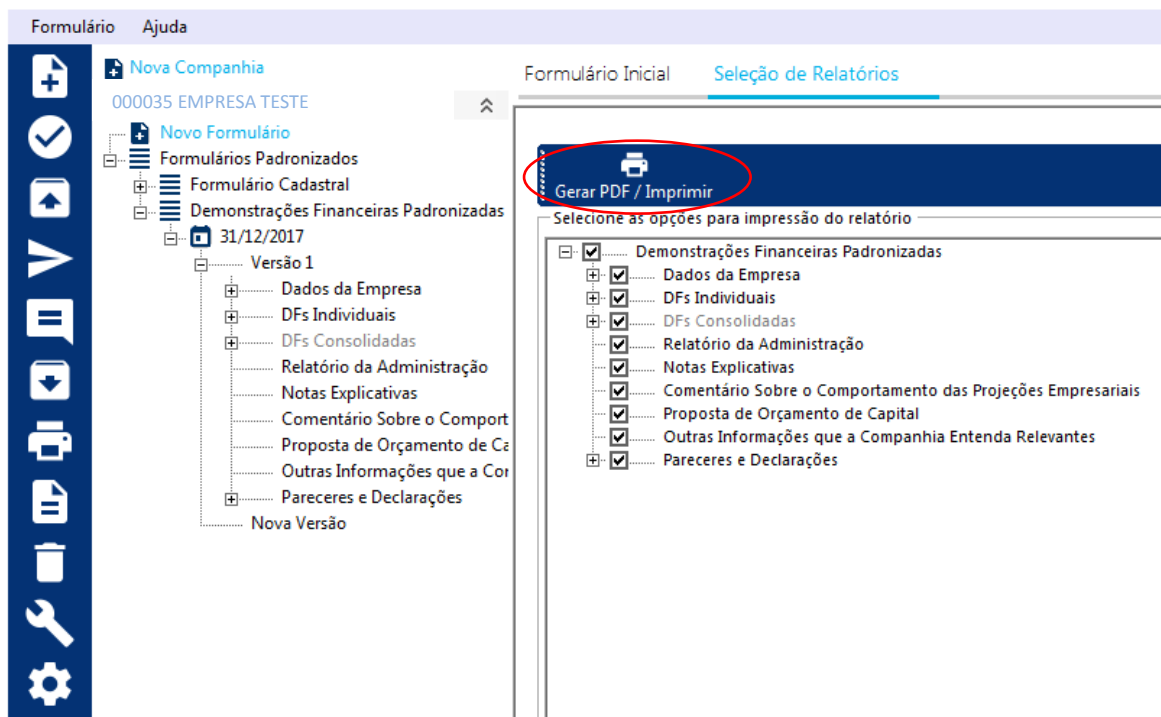 Formulário Ajuda
Nova Companhia
000035 EMPRESA TESTE
Novo Formulário
Formulários Padronizados
Formulário Cadastral
Demonstrações Financeiras Padronizadas
31/12/2017
Versão 1
Dados da Empresa
DFs Individuais
DFs Consolidadas
Relatório da Administração
Notas Explicativas
Comentário Sobre o Comport
Proposta de Orçamento de Ca
Outras Informações que a Cor
Pareceres e Declarações
Nova Versão
Formulário Inicial Seleção de Relatórios
Gerar PDF / Imprimir
Selecione as opções para impressão do relatório
Demonstrações Financeiras Padronizadas
Dados da Empresa
DFs Individuais
DFs Consolidadas
Relatório da Administração
Notas Explicativas
Comentário Sobre o Comportamento das Projeções Empresariais
Proposta de Orçamento de Capital
Outras Informações que a Companhia Entenda Relevantes
Pareceres e Declarações